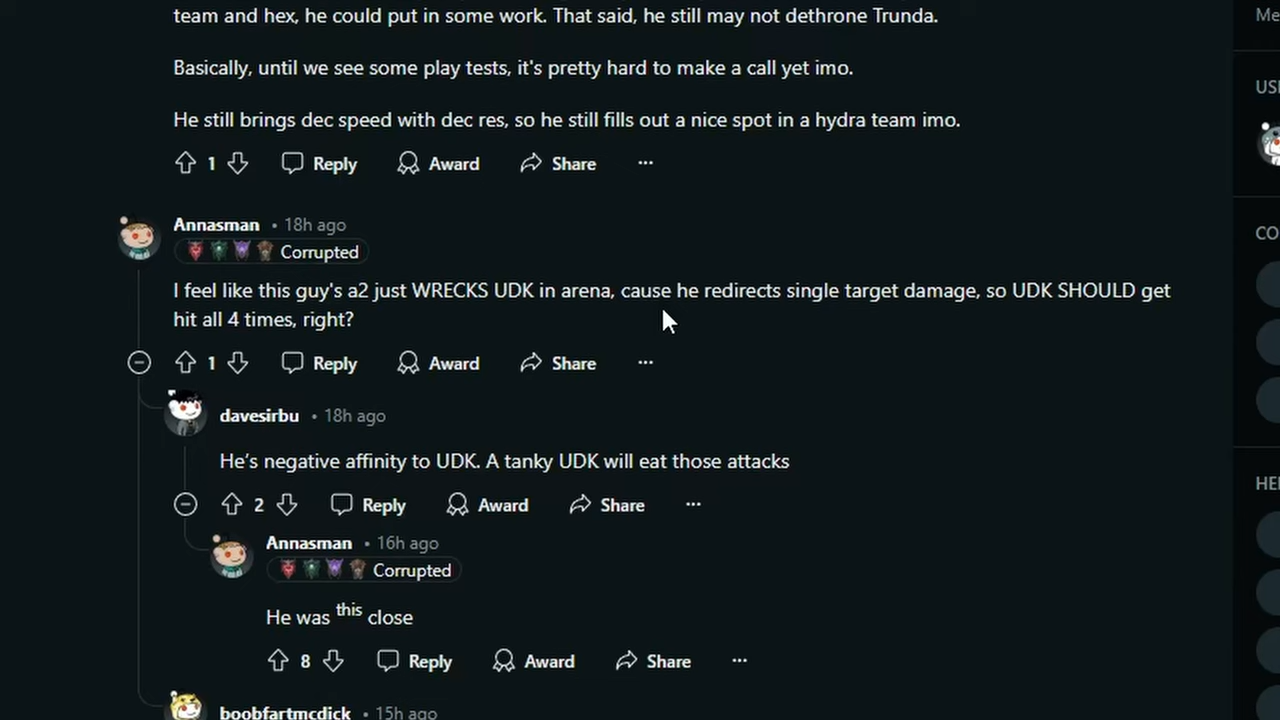 team and hex, he could put in some work. That said, he still may not dethrone Trunda.
Me
Basically, until we see some play tests, it's pretty hard to make a call yet imo.
He still brings dec speed with dec res, so he still fills out a nice spot in a hydra team imo.
1 Reply Award Share ...
Annasman • 18h ago
Corrupted
I feel like this guy's a2 just WRECKS UDK in arena, cause he redirects single target damage, so UDK SHOULD get
hit all 4 times, right?
1 Reply Award Share ...
davesirbu • 18h ago
He's negative affinity to UDK. A tanky UDK will eat those attacks
2 Reply Award Share ...
Annasman • 16h ago
Corrupted
He was this close
8 Reply Award Share ...
boobfartmcdick • 15h ago